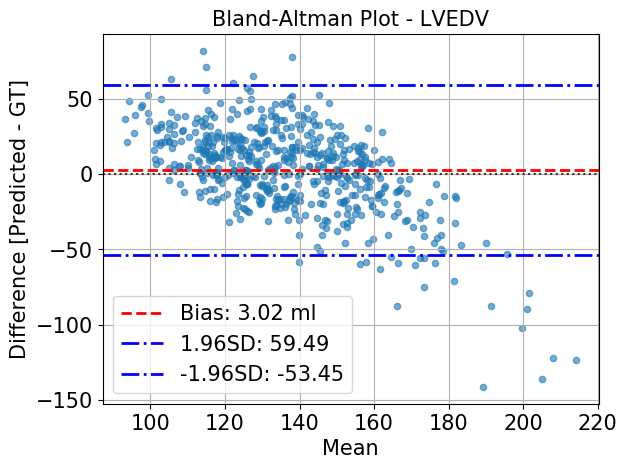 Bland-Altman Plot - LVEDV
Difference [Predicted - GT]
50
0
−50
−100
−150
Bias: 3.02 ml
1.96SD: 59.49
-1.96SD: -53.45
100 120 140 160 180 200 220
Mean